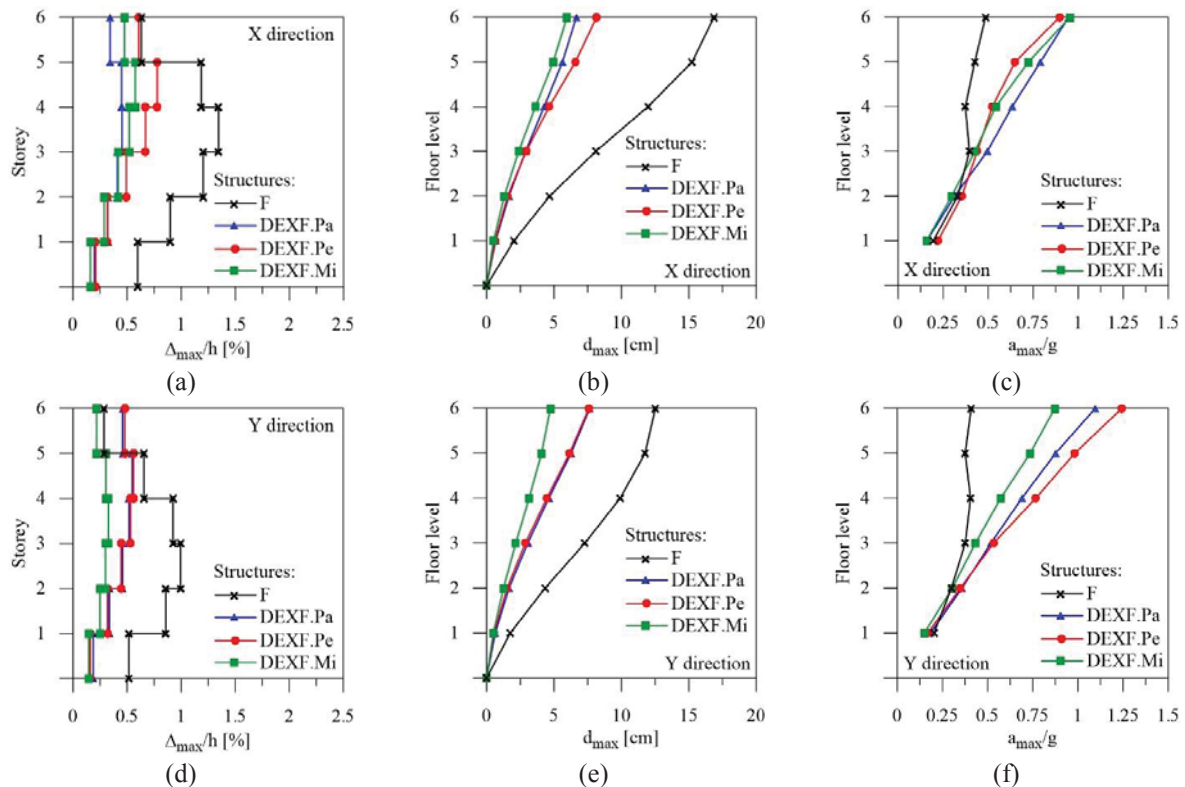 X direction
Storey
6
5
4
3
2
1
Structures:
F
DEXF.Pa
DEXF.Pe
DEXF.Mi
0 0.5 1 1.5 2 2.5
Δmax/h [%]
(a)
Floor level
6
5
4
3
2
1
Structures:
F
DEXF.Pa
DEXF.Pe
DEXF.Mi
X direction
0 5 10 15 20
dmax [cm]
(b)
Floor level
6
5
4
3
2
1
Structures:
F
DEXF.Pa
DEXF.Pe
DEXF.Mi
X direction
0 0.25 0.5 0.75 1 1.25 1.5
amax/g
(c)
Y direction
Storey
6
5
4
3
2
1
Structures:
F
DEXF.Pa
DEXF.Pe
DEXF.Mi
0 0.5 1 1.5 2 2.5
Δmax/h [%]
(d)
Floor level
6
5
4
3
2
1
Structures:
F
DEXF.Pa
DEXF.Pe
DEXF.Mi
Y direction
0 5 10 15 20
dmax [cm]
(e)
Floor level
6
5
4
3
2
1
Structures:
F
DEXF.Pa
DEXF.Pe
DEXF.Mi
Y direction
0 0.25 0.5 0.75 1 1.25 1.5
amax/g
(f)